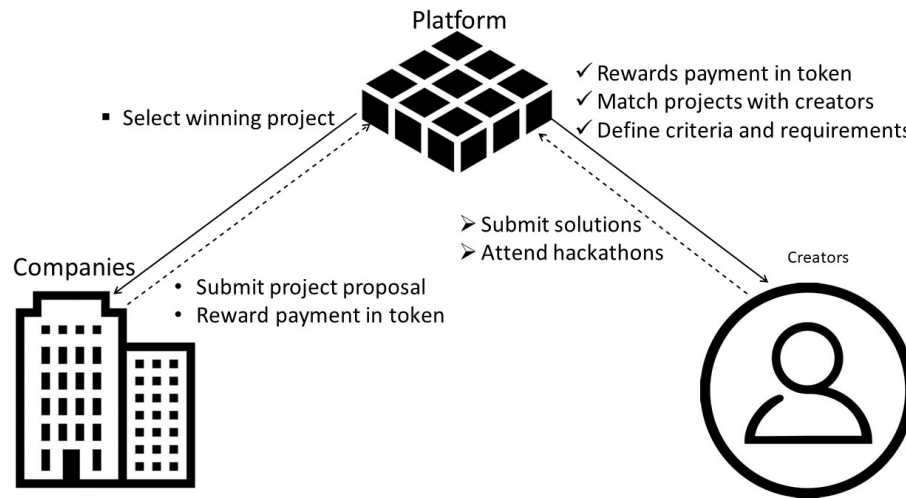 Platform
✓ Rewards payment in token
✓ Match projects with creators
✓ Define criteria and requirements
▪ Select winning project
➢ Submit solutions
➢ Attend hackathons
Companies
Creators
• Submit project proposal
• Reward payment in token